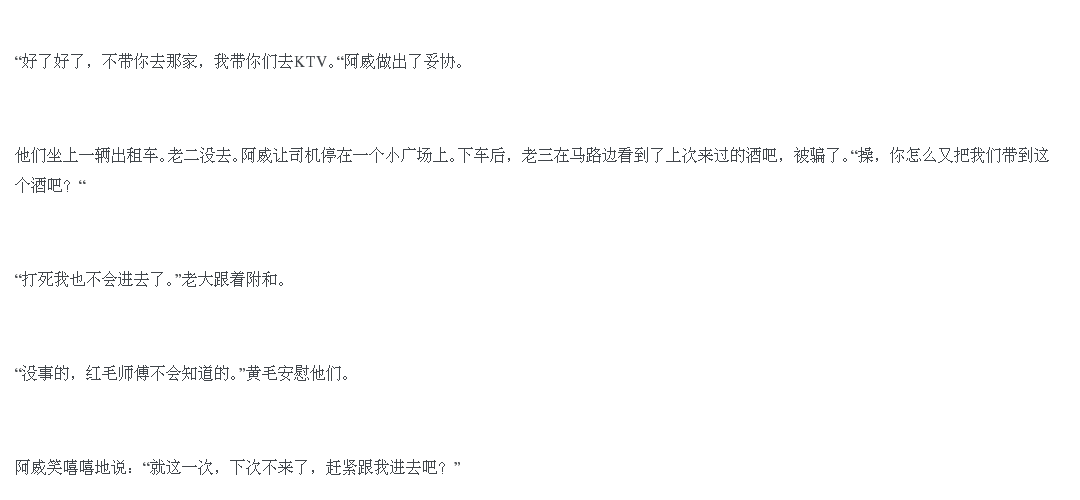 “好了好了，不带你去那家，我带你们去KTV。“阿威做出了妥协。
他们坐上一辆出租车。老二没去。阿威让司机停在一个小广场上。下车后，老三在马路边看到了上次来过的酒吧，被骗了。“操，你怎么又把我们带到这
个酒吧？“
“打死我也不会进去了。”老大跟着附和。
“没事的，红毛师傅不会知道的。”黄毛安慰他们。
阿威笑嘻嘻地说：“就这一次，下次不来了，赶紧跟我进去吧？”